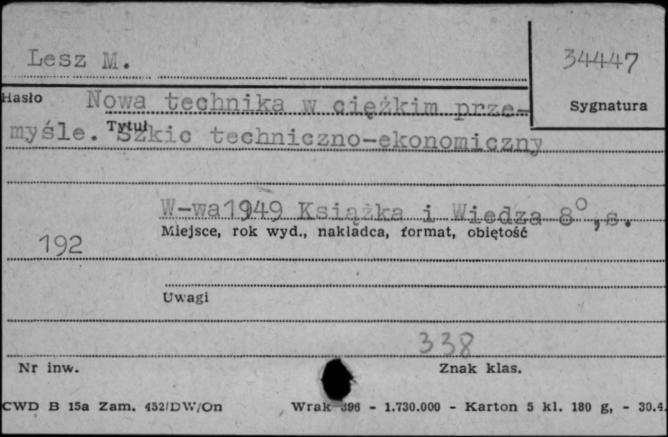 Lesz M.
34447
Hasło
Sygnatura
Nowa technika w ciężkim prze-
myśle. Szkic techniczno-ekonomiczny
Tytuł
W-wa 1949 Książka i Wiedza 8°, s.
192
Miejsce, rok wyd., nakładca, format, obiętość
Uwagi
338
Nr inw.
Znak klas.
CWD B 15a Zam. 452/DW/On Wrak 396 - 1.730.000 - Karton 5 kl. 180 g, - 30.4.